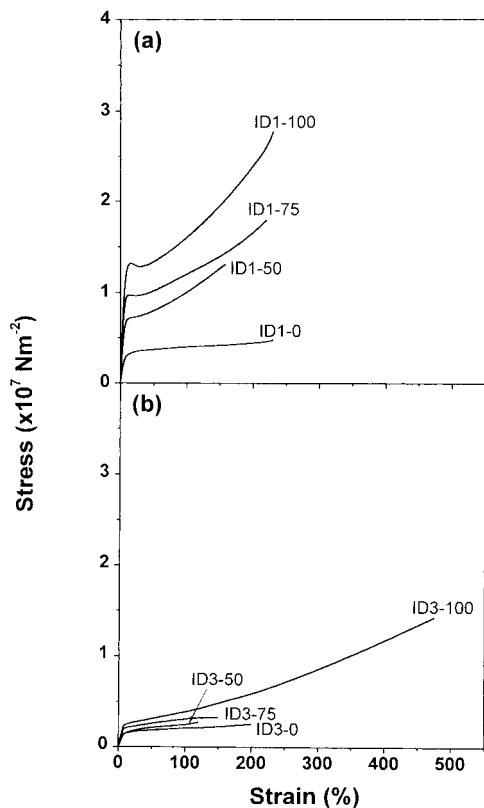 4
(a)
3
ID1-100
2
ID1-75
ID1-50
1
ID1-0
0
(b)
3
2
ID3-100
1
ID3-50
ID3-75
ID3-0
0
0 100 200 300 400 500
Strain (%)
Stress (x10⁷ Nm⁻²)